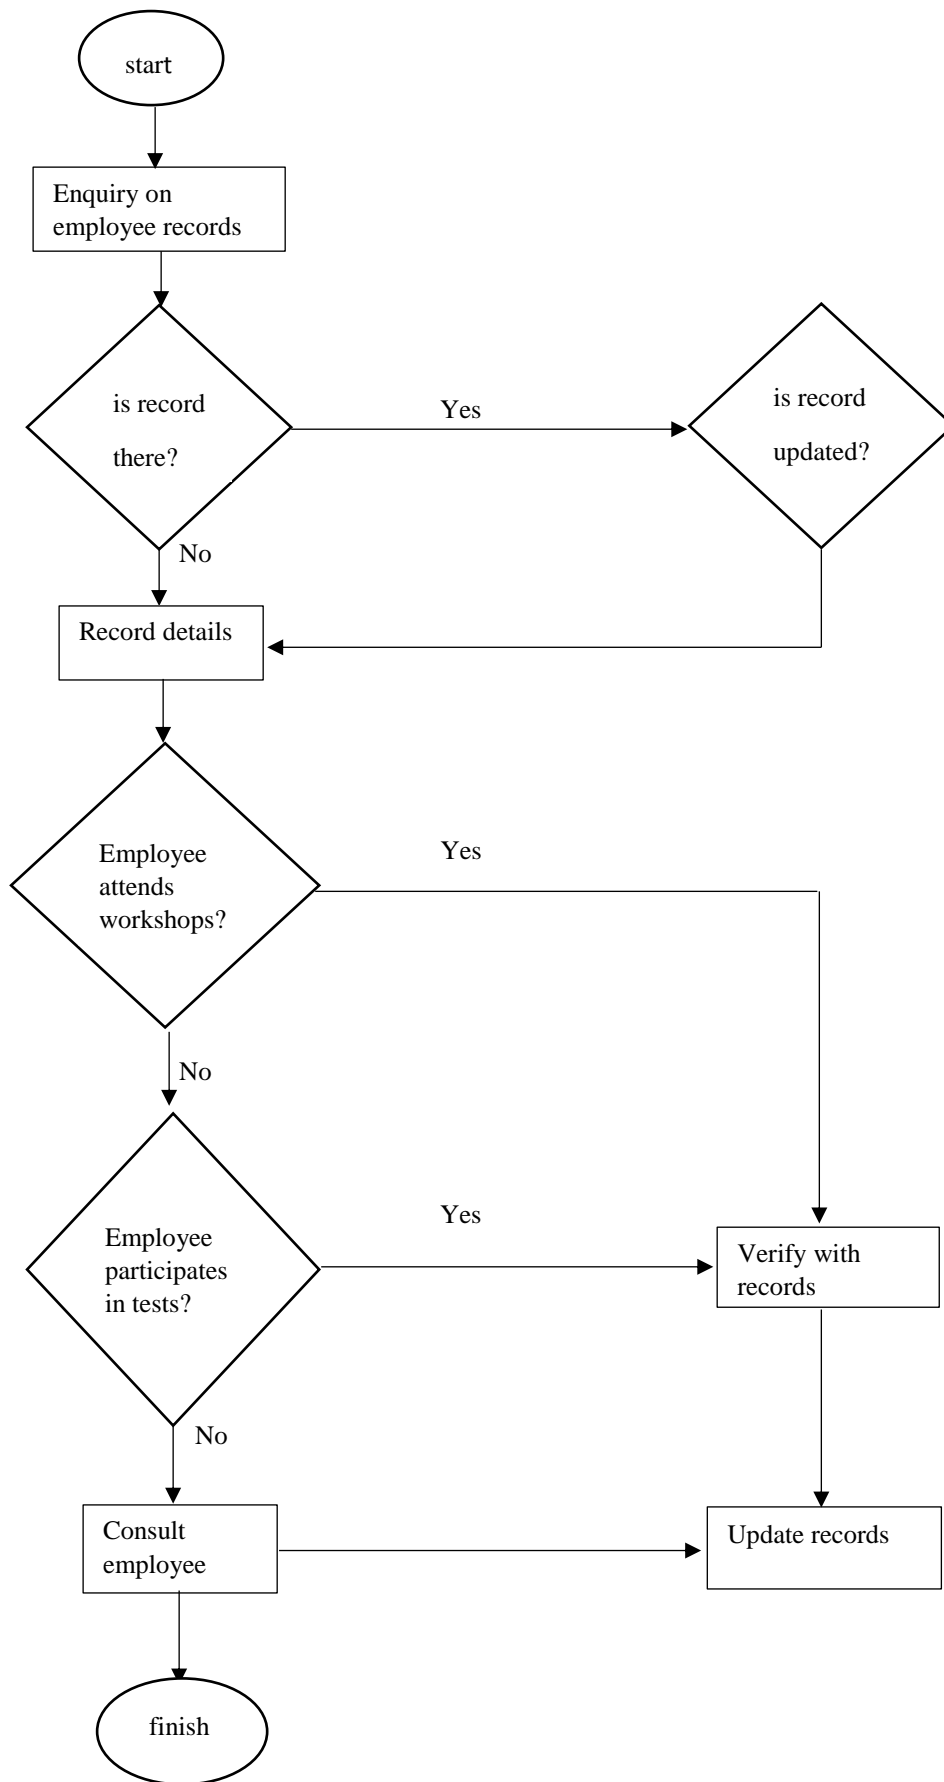 start
Enquiry on
employee records
is record
there?
Yes
is record
updated?
No
Record details
Employee
attends
workshops?
Yes
No
Employee
participates
in tests?
Yes
Verify with
records
No
Consult
employee
Update records
finish